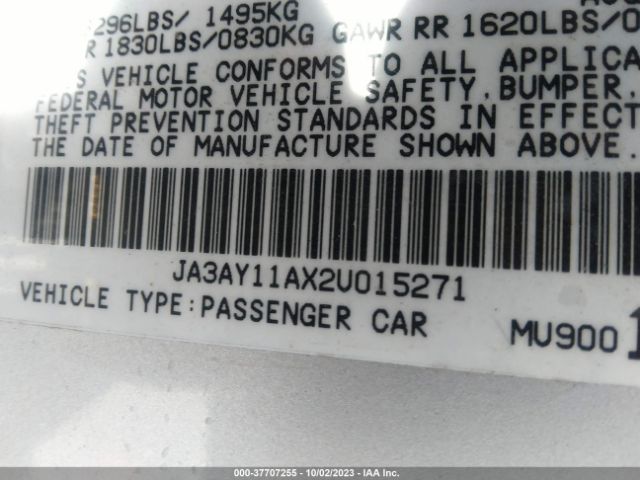 296LBS/ 1495KG
1830LBS/0830KG GAWR RR 1620LBS/0
VEHICLE CONFORMS TO ALL APPLICA
FEDERAL MOTOR VEHICLE SAFETY, BUMPER,
THEFT PREVENTION STANDARDS IN EFFECT
THE DATE OF MANUFACTURE SHOWN ABOVE.
JA3AY11AX2U015271
VEHICLE TYPE:PASSENGER CAR MU900
000-37707255 - 10/02/2023 - IAA Inc.